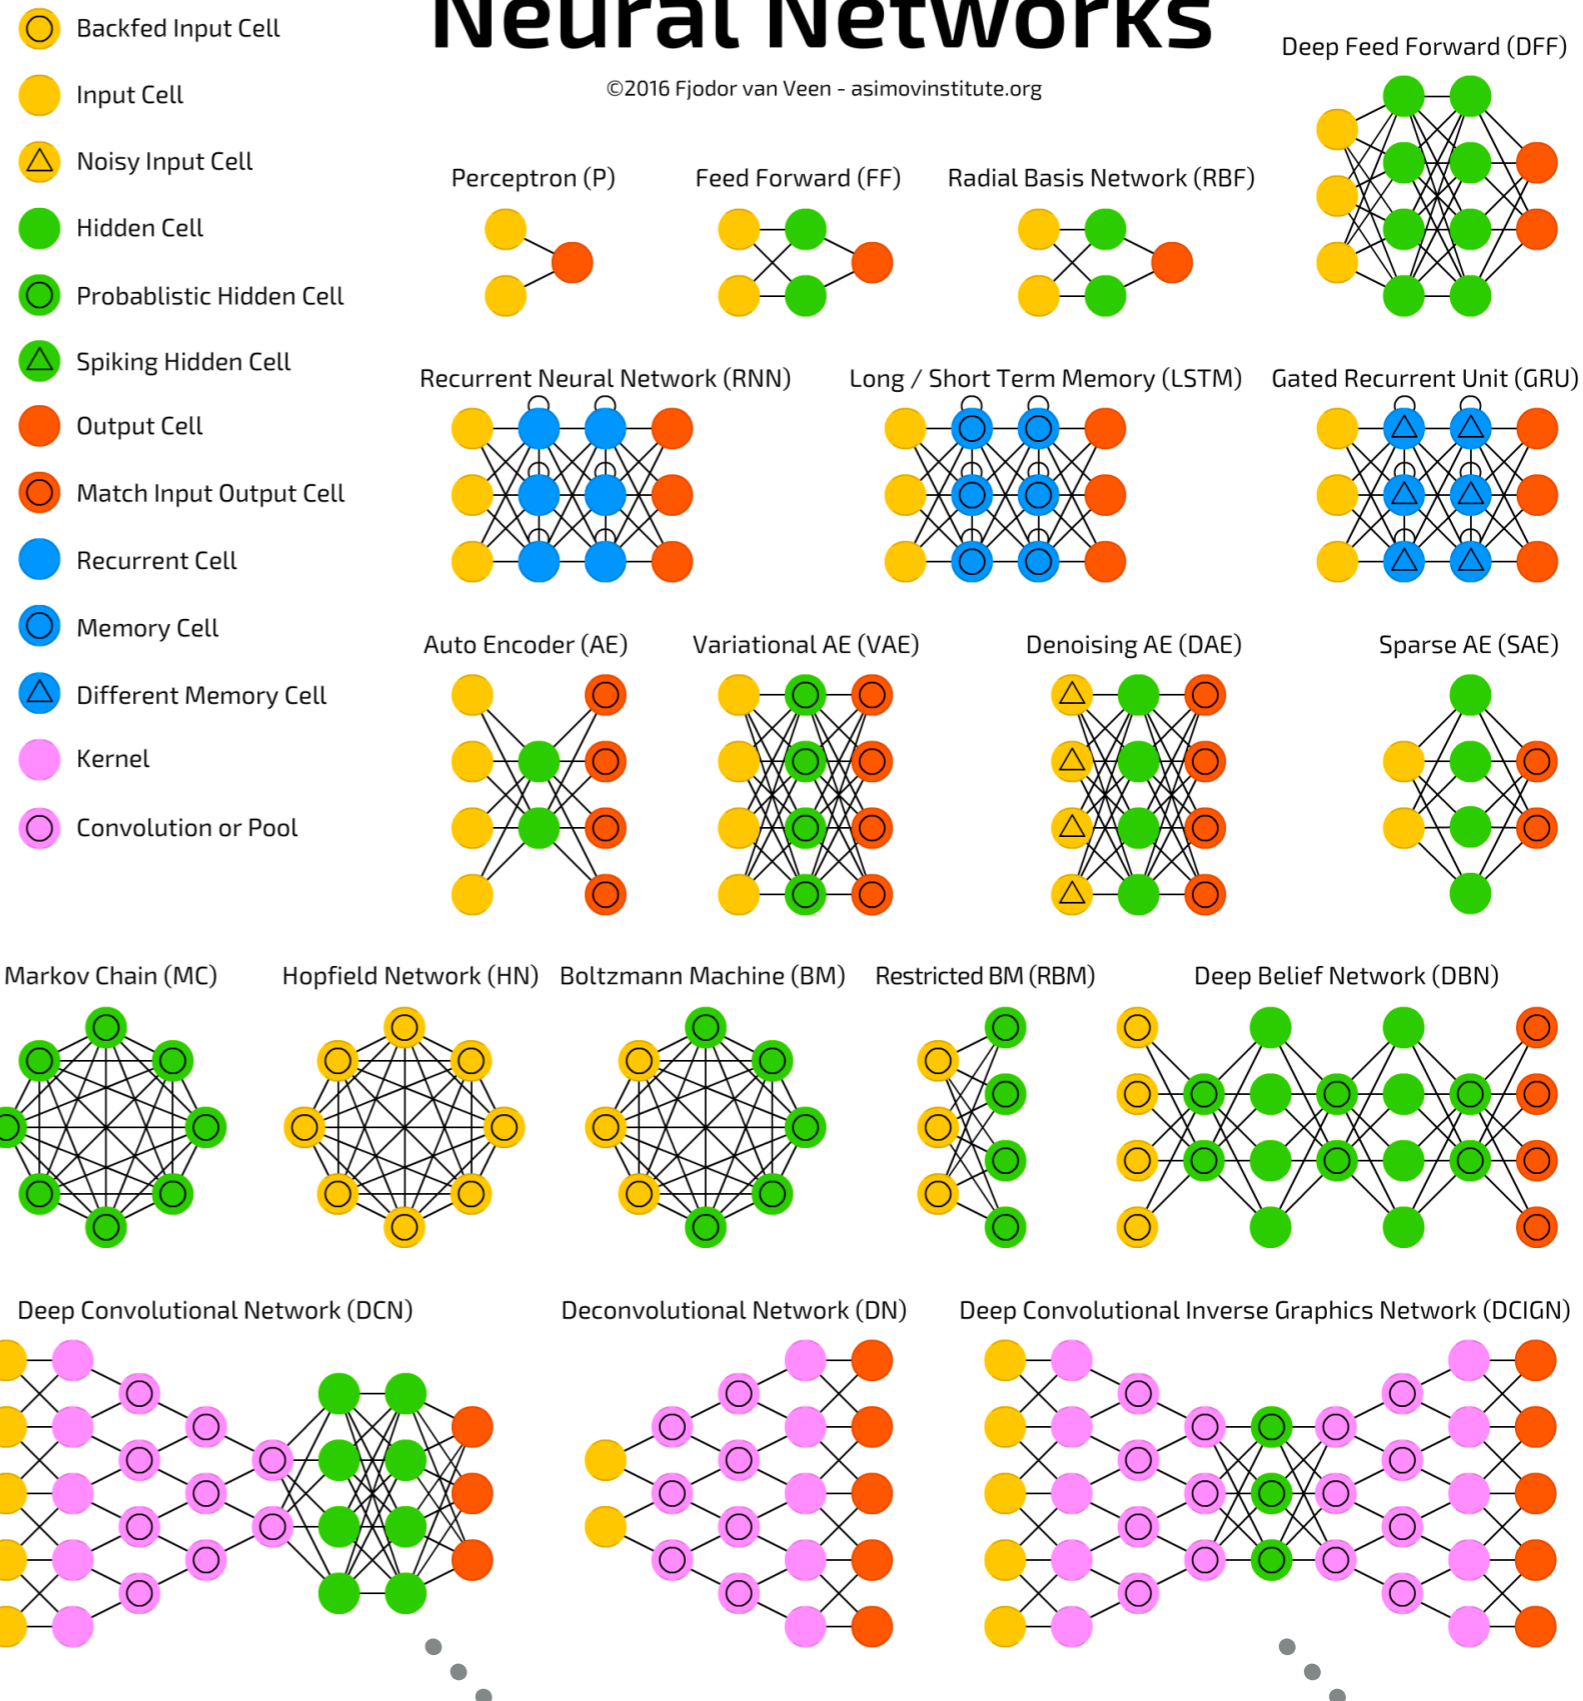 Neural Networks
©2016 Fjodor van Veen - asimovinstitute.org
Backfed Input Cell
Input Cell
Noisy Input Cell
Hidden Cell
Probablistic Hidden Cell
Spiking Hidden Cell
Output Cell
Match Input Output Cell
Recurrent Cell
Memory Cell
Different Memory Cell
Kernel
Convolution or Pool
Deep Feed Forward (DFF)
Perceptron (P)
Feed Forward (FF)
Radial Basis Network (RBF)
Recurrent Neural Network (RNN)
Long / Short Term Memory (LSTM)
Gated Recurrent Unit (GRU)
Auto Encoder (AE)
Variational AE (VAE)
Denoising AE (DAE)
Sparse AE (SAE)
Markov Chain (MC)
Hopfield Network (HN)
Boltzmann Machine (BM)
Restricted BM (RBM)
Deep Belief Network (DBN)
Deep Convolutional Network (DCN)
Deconvolutional Network (DN)
Deep Convolutional Inverse Graphics Network (DCIGN)